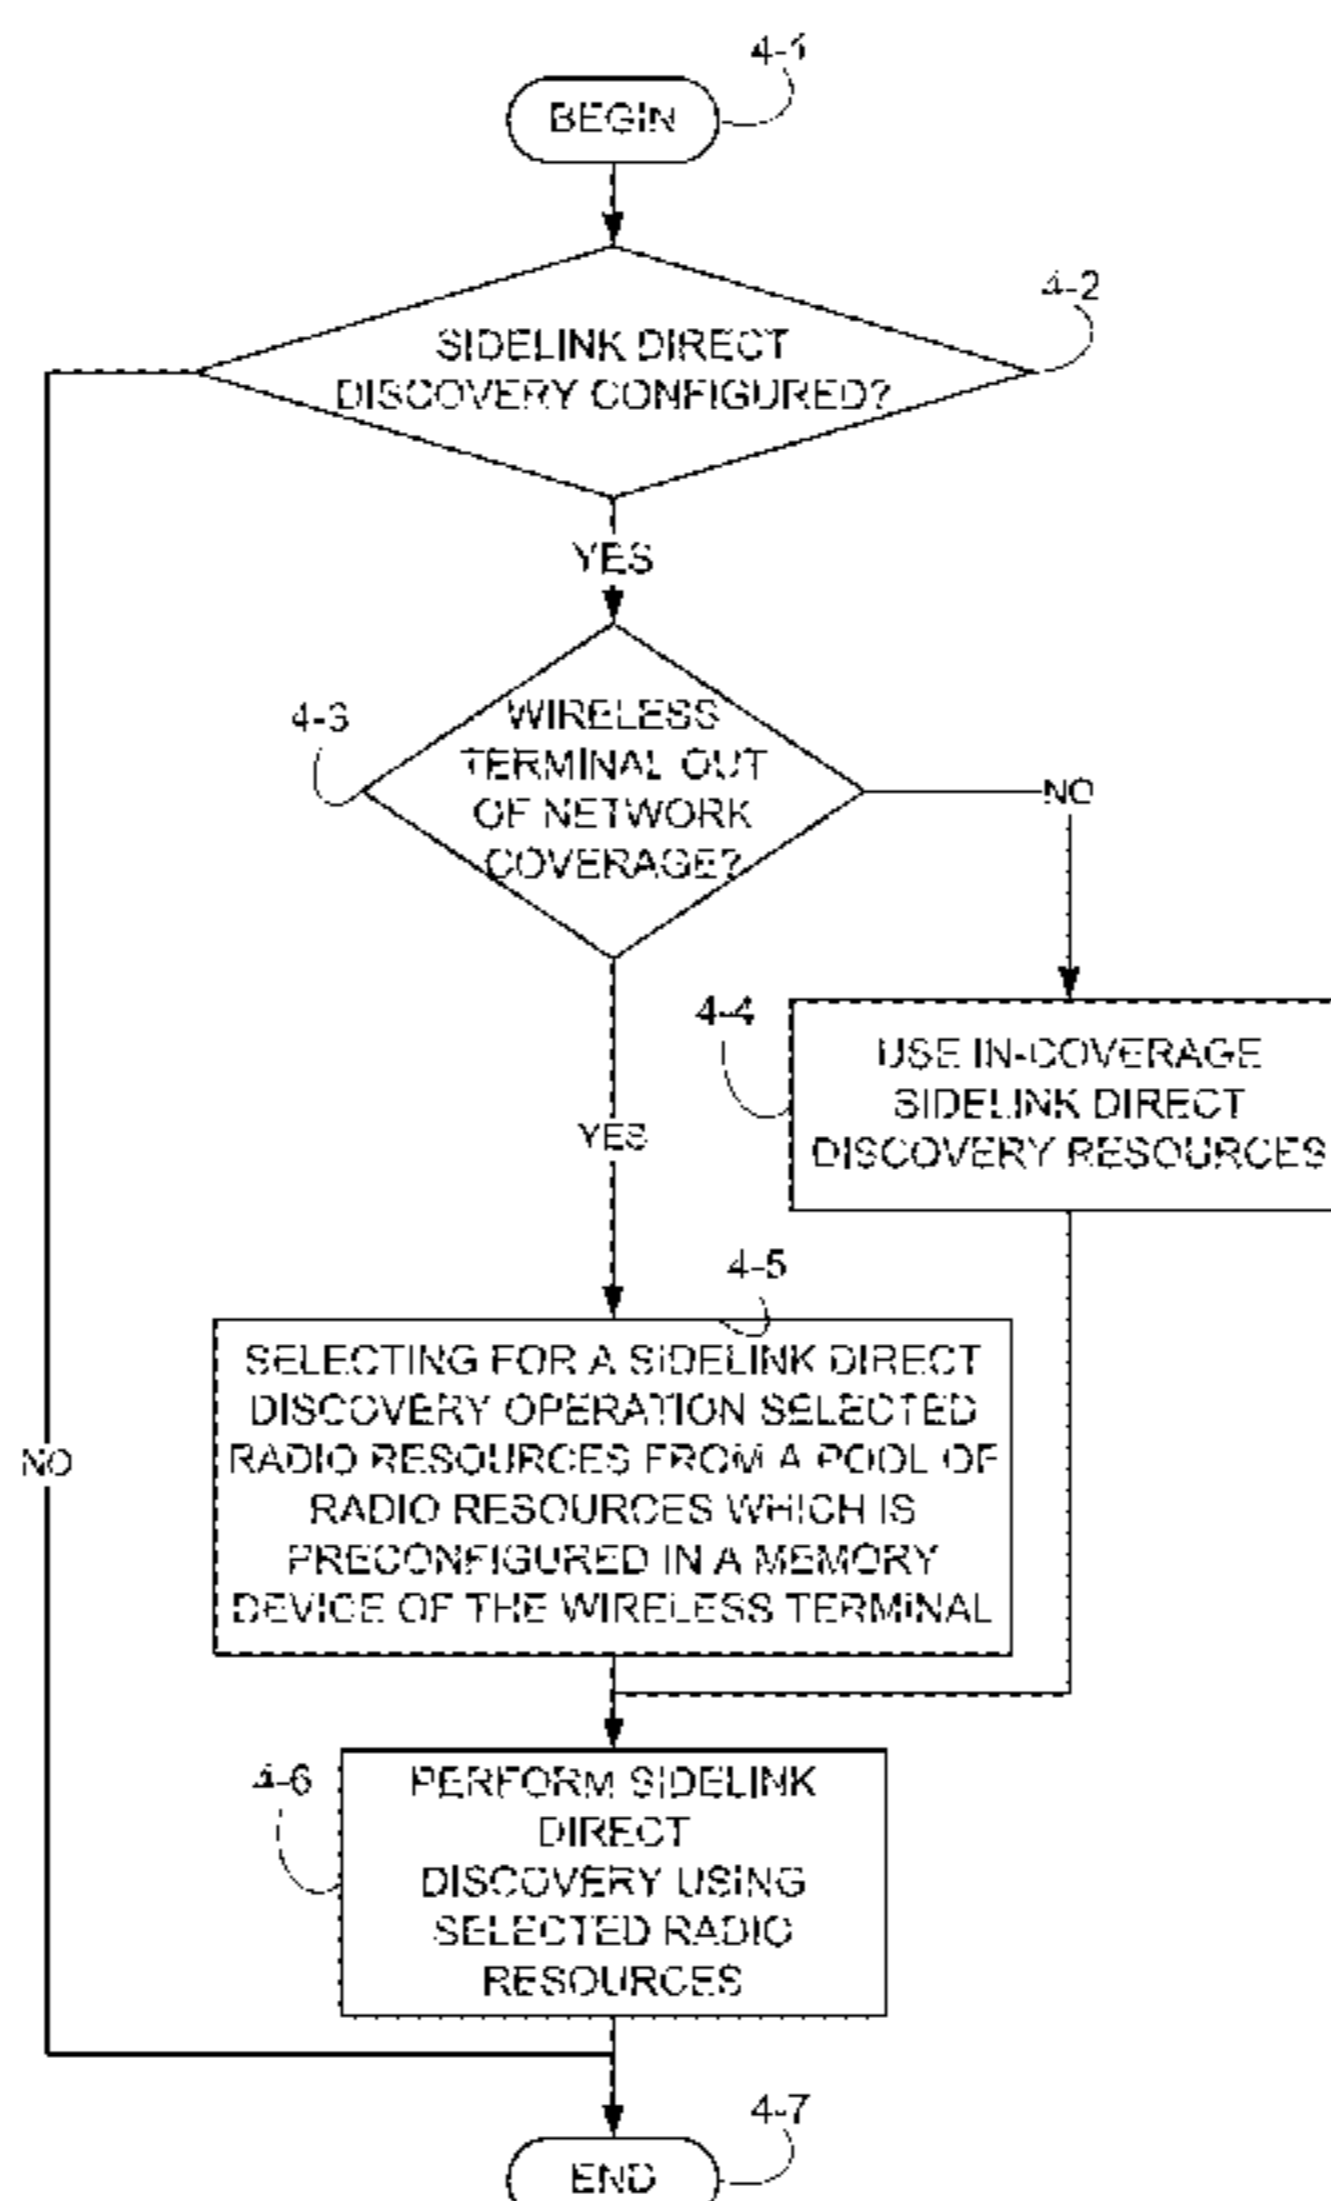 4-1
BEGIN
4-2
SIDELINK DIRECT
DISCOVERY CONFIGURED?
YES
4-3
WIRELESS
TERMINAL OUT
OF NETWORK
COVERAGE?
NO
4-4
USE IN-COVERAGE
SIDELINK DIRECT
DISCOVERY RESOURCES
YES
4-5
SELECTING FOR A SIDELINK DIRECT
DISCOVERY OPERATION SELECTED
RADIO RESOURCES FROM A POOL OF
RADIO RESOURCES WHICH IS
PRECONFIGURED IN A MEMORY
DEVICE OF THE WIRELESS TERMINAL
NO
4-6
PERFORM SIDELINK
DIRECT
DISCOVERY USING
SELECTED RADIO
RESOURCES
4-7
END